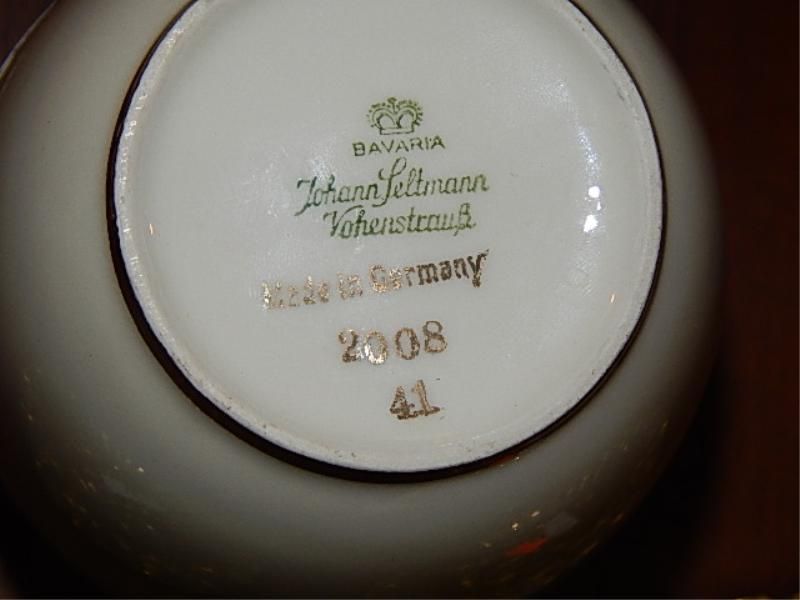 BAVARIA
Johann Seltmann
Vohenstrauß
Made in Germany
2008
41